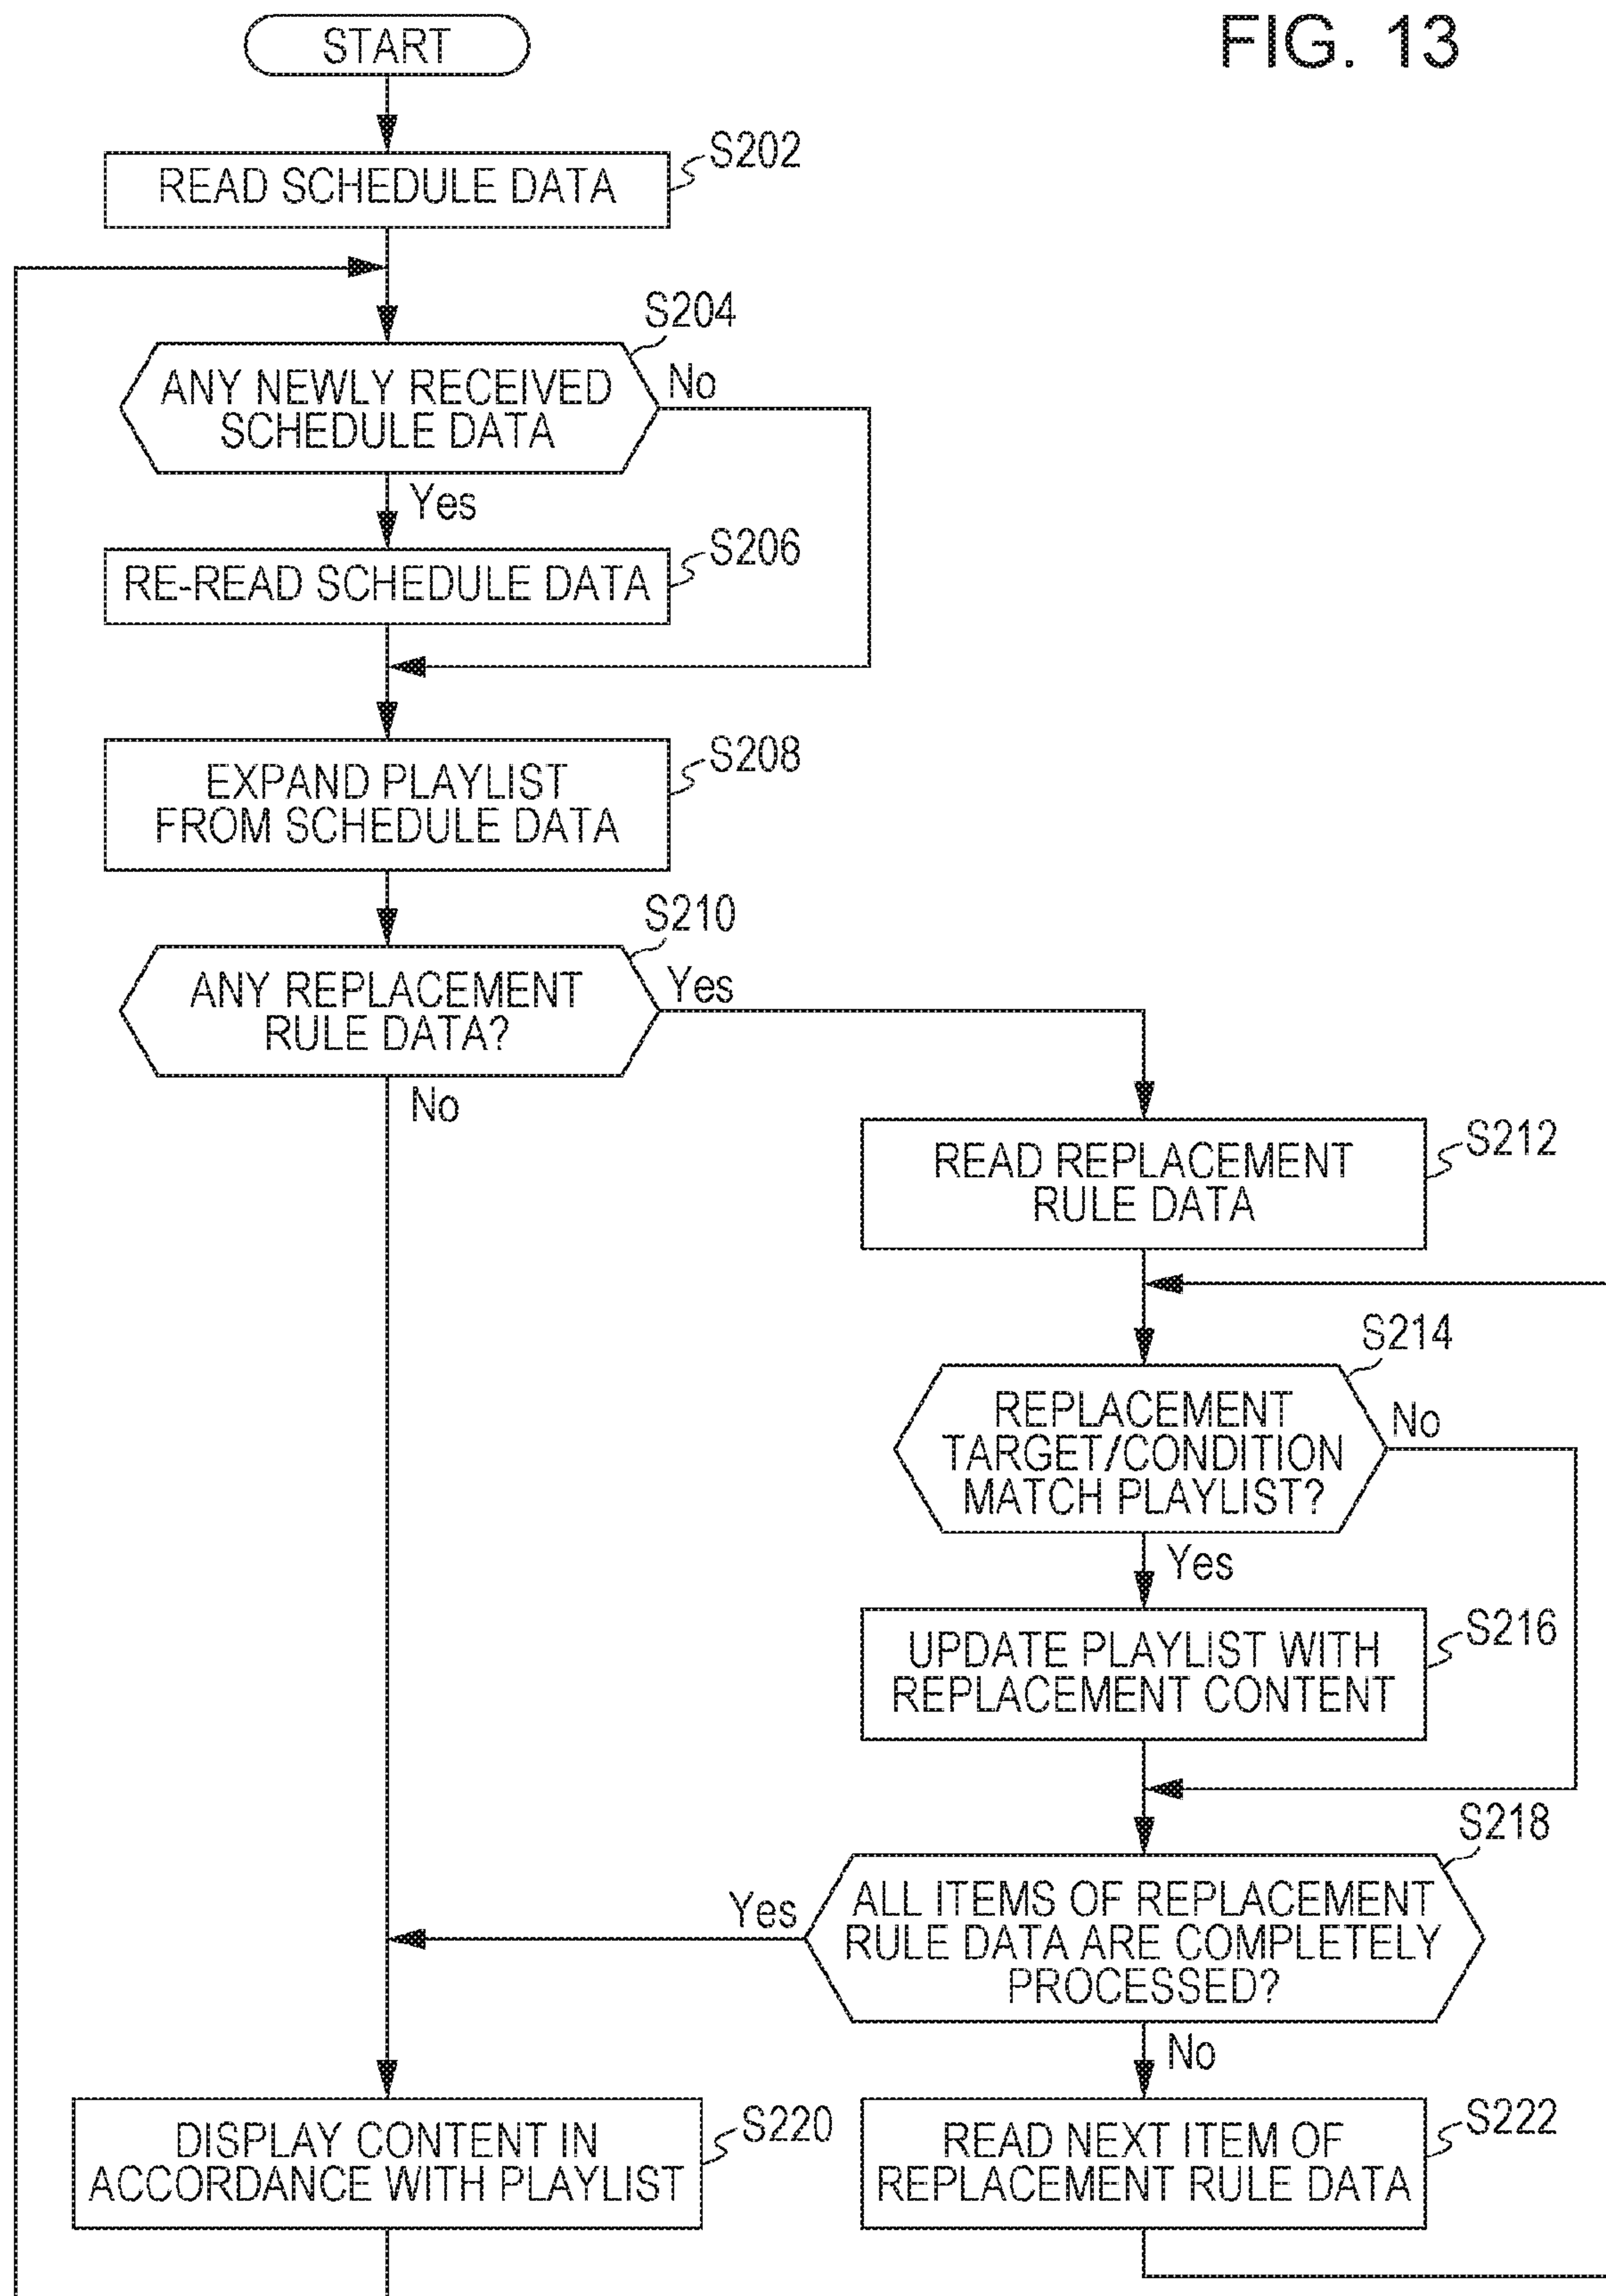 FIG. 13
START
READ SCHEDULE DATA
S202
S204
ANY NEWLY RECEIVED
SCHEDULE DATA
No
Yes
RE-READ SCHEDULE DATA
S206
EXPAND PLAYLIST
FROM SCHEDULE DATA
S208
S210
ANY REPLACEMENT
RULE DATA?
Yes
No
READ REPLACEMENT
RULE DATA
S212
S214
REPLACEMENT
TARGET/CONDITION
MATCH PLAYLIST?
No
Yes
UPDATE PLAYLIST WITH
REPLACEMENT CONTENT
S216
S218
ALL ITEMS OF REPLACEMENT
RULE DATA ARE COMPLETELY
PROCESSED?
Yes
No
DISPLAY CONTENT IN
ACCORDANCE WITH PLAYLIST
S220
READ NEXT ITEM OF
REPLACEMENT RULE DATA
S222